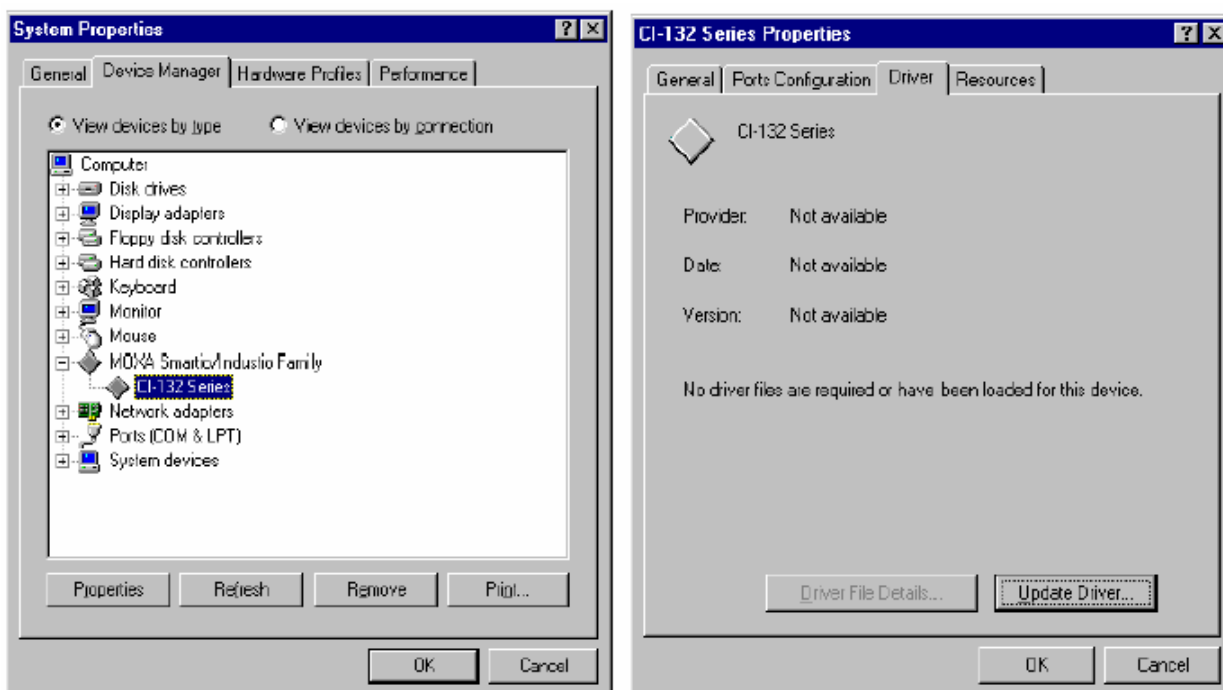 System Properties
General Device Manager Hardware Profiles Performance
View devices by type View devices by connection
Computer
Disk drives
Display adapters
Floppy disk controllers
Hard disk controllers
Keyboard
Monitor
Mouse
MOXA Smartio/Industio Family
CI-132 Series
Network adapters
Ports (COM & LPT)
System devices
Properties Refresh Remove Print...
OK Cancel
CI-132 Series Properties
General Ports Configuration Driver Resources
CI-132 Series
Provider: Not available
Date: Not available
Version: Not available
No driver files are required or have been loaded for this device.
Driver File Details... Update Driver...
OK Cancel